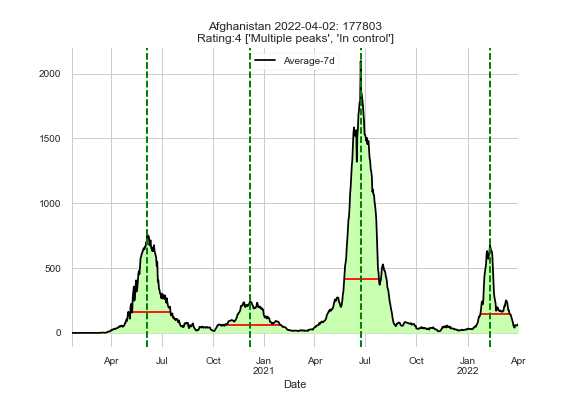 Afghanistan 2022-04-02: 177803
Rating:4 ['Multiple peaks', 'In control']
Average-7d
2000
1500
1000
500
0
Apr Jul Oct Jan Apr Jul Oct Jan Apr
2021 2022
Date